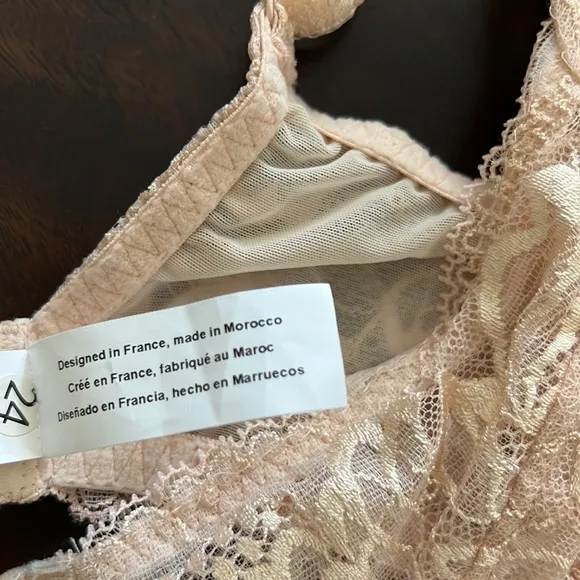 Designed in France, made in Morocco
Créé en France, fabriqué au Maroc
Diseñado en Francia, hecho en Marruecos
24